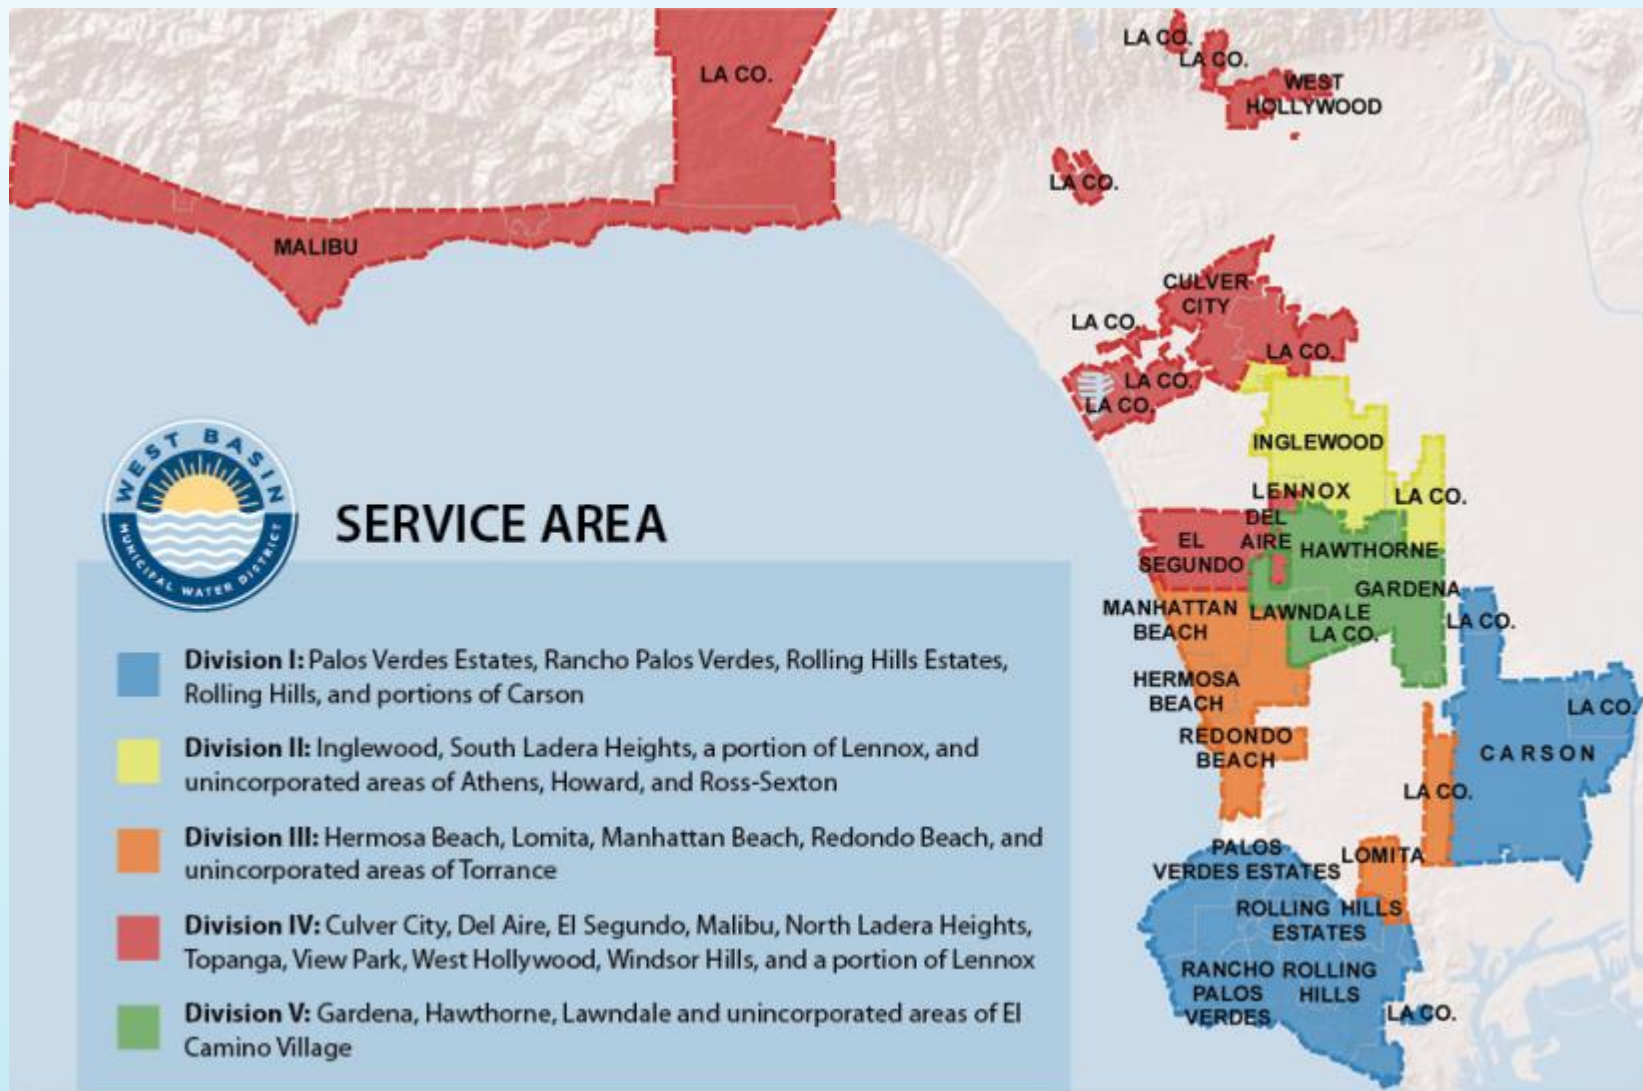 LA CO.
LA CO.
LA CO.
WEST
HOLLYWOOD
LA CO.
MALIBU
CULVER
CITY
LA CO.
LA CO.
LA CO.
LA CO.
INGLEWOOD
LENNOX
LA CO.
DEL
AIRE
EL
SEGUNDO
HAWTHORNE
GARDENA
MANHATTAN
BEACH
LAWNDALE
LA CO.
LA CO.
HERMOSA
BEACH
LA CO.
REDONDO
BEACH
CARSON
LA CO.
PALOS
VERDES ESTATES
LOMITA
ROLLING HILLS
ESTATES
RANCHO
PALOS
VERDES
ROLLING
HILLS
LA CO.
WEST BASIN
MUNICIPAL WATER DISTRICT
SERVICE AREA
Division I: Palos Verdes Estates, Rancho Palos Verdes, Rolling Hills Estates,
Rolling Hills, and portions of Carson
Division II: Inglewood, South Ladera Heights, a portion of Lennox, and
unincorporated areas of Athens, Howard, and Ross-Sexton
Division III: Hermosa Beach, Lomita, Manhattan Beach, Redondo Beach, and
unincorporated areas of Torrance
Division IV: Culver City, Del Aire, El Segundo, Malibu, North Ladera Heights,
Topanga, View Park, West Hollywood, Windsor Hills, and a portion of Lennox
Division V: Gardena, Hawthorne, Lawndale and unincorporated areas of El
Camino Village